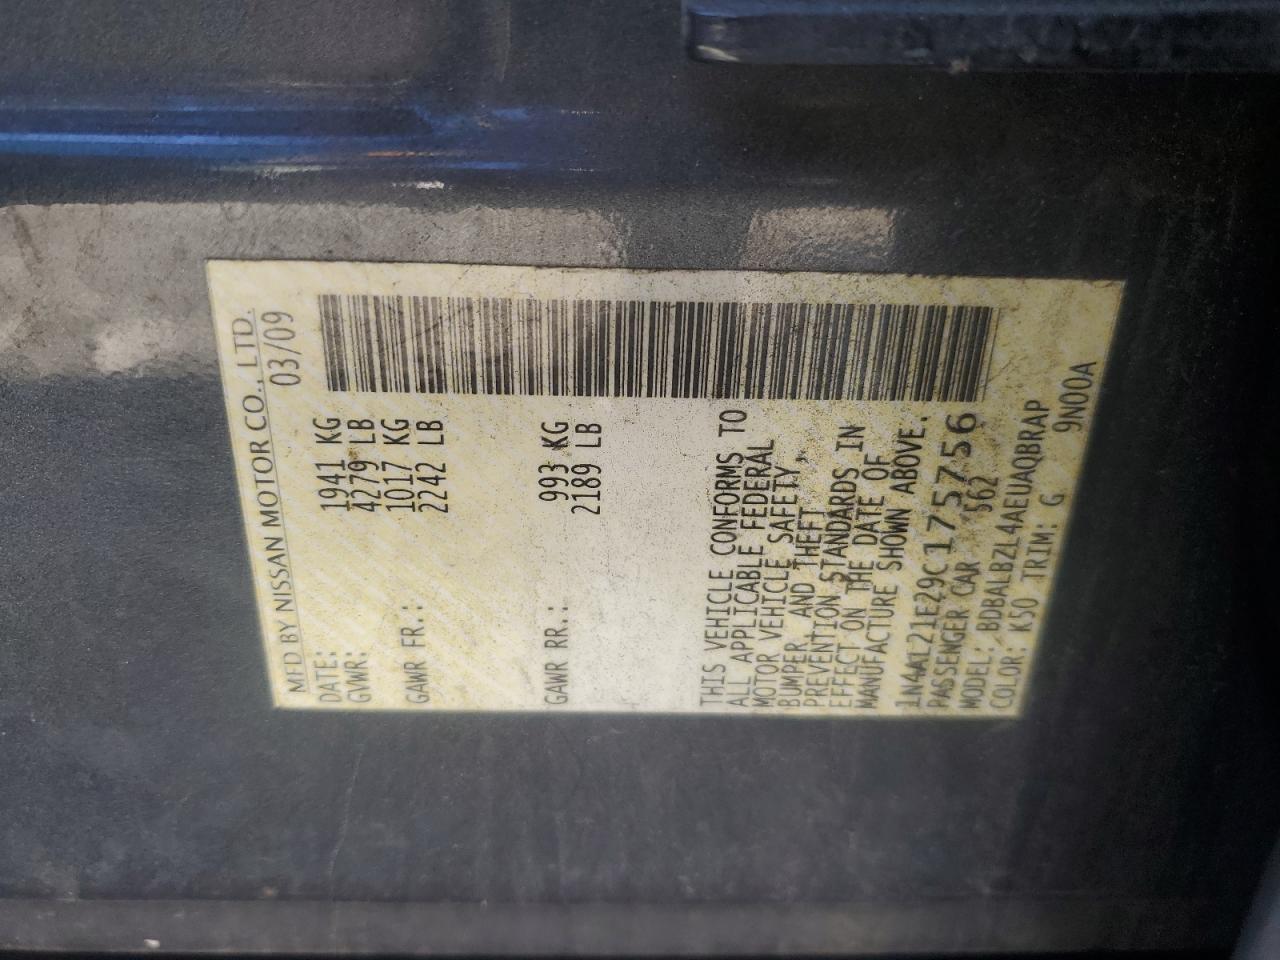 MFD BY NISSAN MOTOR CO., LTD.
DATE: 03/09
GVWR: 1941 KG
4279 LB
GAWR FR.: 1017 KG
2242 LB
GAWR RR.: 993 KG
2189 LB
THIS VEHICLE CONFORMS TO
ALL APPLICABLE FEDERAL
MOTOR VEHICLE SAFETY,
BUMPER, AND THEFT
PREVENTION STANDARDS IN
EFFECT ON THE DATE OF
MANUFACTURE SHOWN ABOVE.
1N4AL21E29C175756
PASSENGER CAR 562
MODEL: BDBALBZL4AEUAQBRAP
COLOR: K50 TRIM: G 9N00A